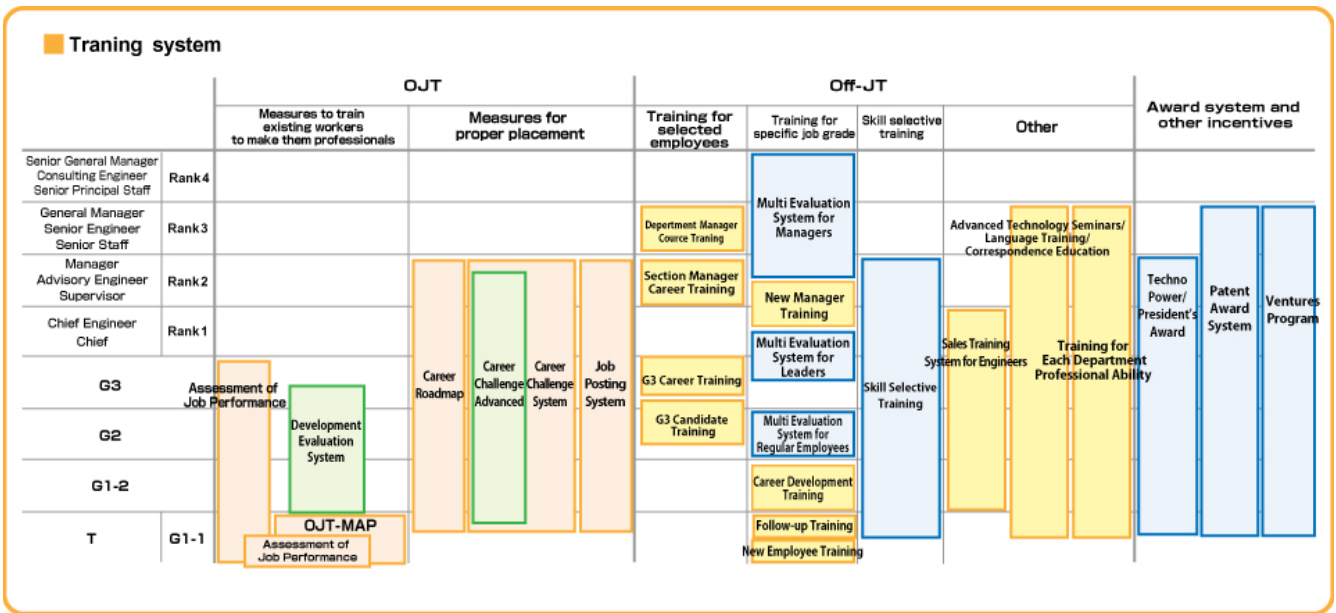 Traning system
OJT
Off-JT
Award system and
other incentives
Measures to train
existing workers
to make them professionals
Measures for
proper placement
Training for
selected
employees
Training for
specific job grade
Skill selective
training
Other
Senior General Manager
Consulting Engineer
Senior Principal Staff
Rank4
General Manager
Senior Engineer
Senior Staff
Rank3
Manager
Advisory Engineer
Supervisor
Rank2
Chief Engineer
Chief
Rank1
G3
G2
G1-2
T
G1-1
Assessment of
Job Performance
Development
Evaluation
System
OJT-MAP
Assessment of
Job Performance
Career
Roadmap
Career
Challenge
Advanced
Career
Challenge
System
Job
Posting
System
Department Manager
Cource Traning
Section Manager
Career Training
G3 Career Training
G3 Candidate
Training
Multi Evaluation
System for
Managers
New Manager
Training
Multi Evaluation
System for
Leaders
Multi Evaluation
System for
Regular Employees
Career Development
Training
Follow-up Training
New Employee Training
Skill Selective
Training
Advanced Technology Seminars/
Language Training/
Correspondence Education
Sales Training
System for Engineers
Training for
Each Department
Professional Ability
Techno
Power/
President's
Award
Patent
Award
System
Ventures
Program